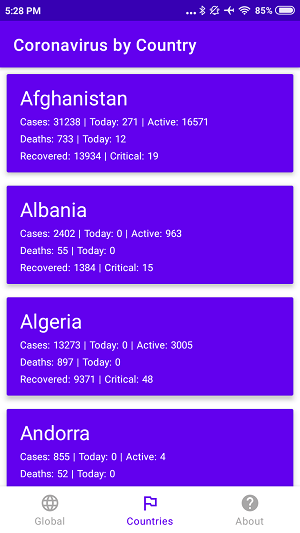 5:28 PM
85%
Coronavirus by Country
Afghanistan
Cases: 31238 | Today: 271 | Active: 16571
Deaths: 733 | Today: 12
Recovered: 13934 | Critical: 19
Albania
Cases: 2402 | Today: 0 | Active: 963
Deaths: 55 | Today: 0
Recovered: 1384 | Critical: 15
Algeria
Cases: 13273 | Today: 0 | Active: 3005
Deaths: 897 | Today: 0
Recovered: 9371 | Critical: 48
Andorra
Cases: 855 | Today: 0 | Active: 4
Deaths: 52 | Today: 0
Global
Countries
About